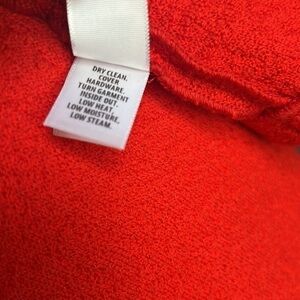 DRY CLEAN.
COVER
HARDWARE.
TURN GARMENT
INSIDE OUT.
LOW HEAT,
LOW MOISTURE,
LOW STEAM.